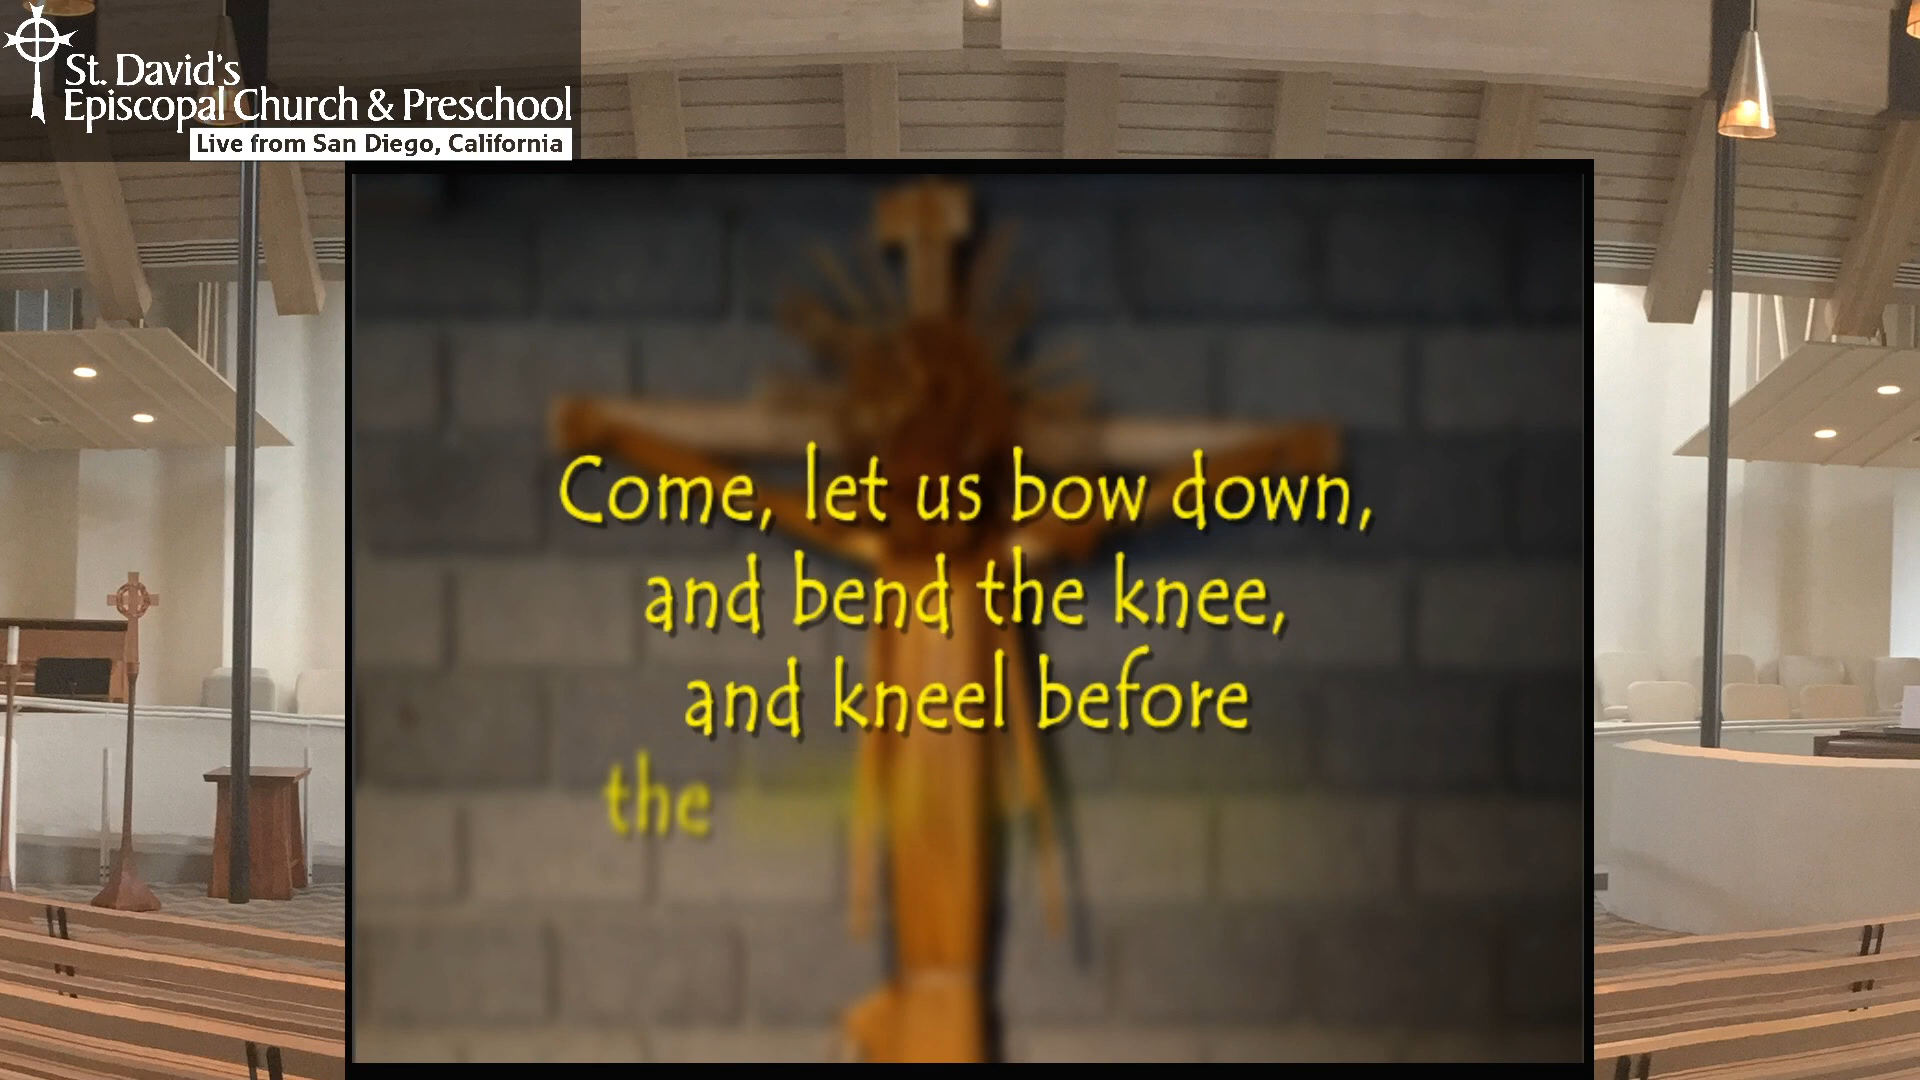 St. David's
Episcopal Church & Preschool
Live from San Diego, California
Come, let us bow down,
and bend the knee,
and kneel before
the